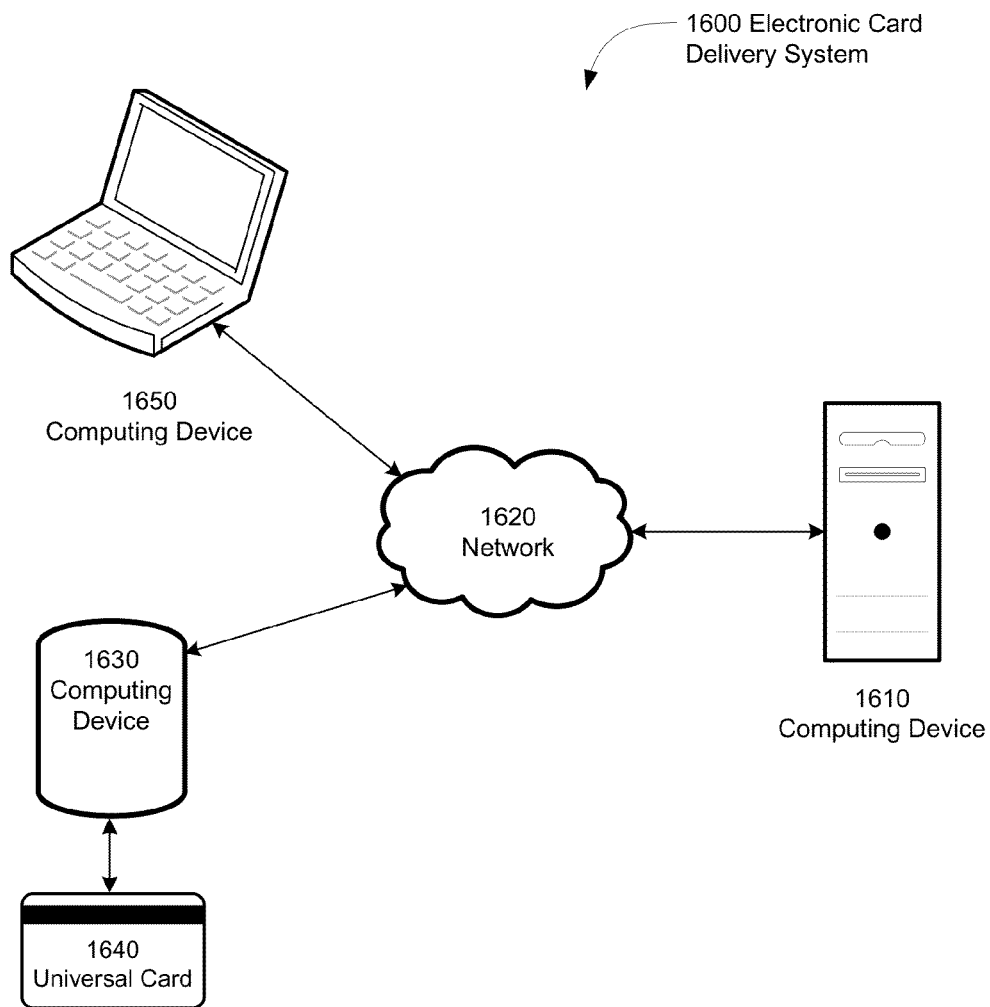 1600 Electronic Card
Delivery System
1650
Computing Device
1620
Network
1630
Computing
Device
1610
Computing Device
1640
Universal Card